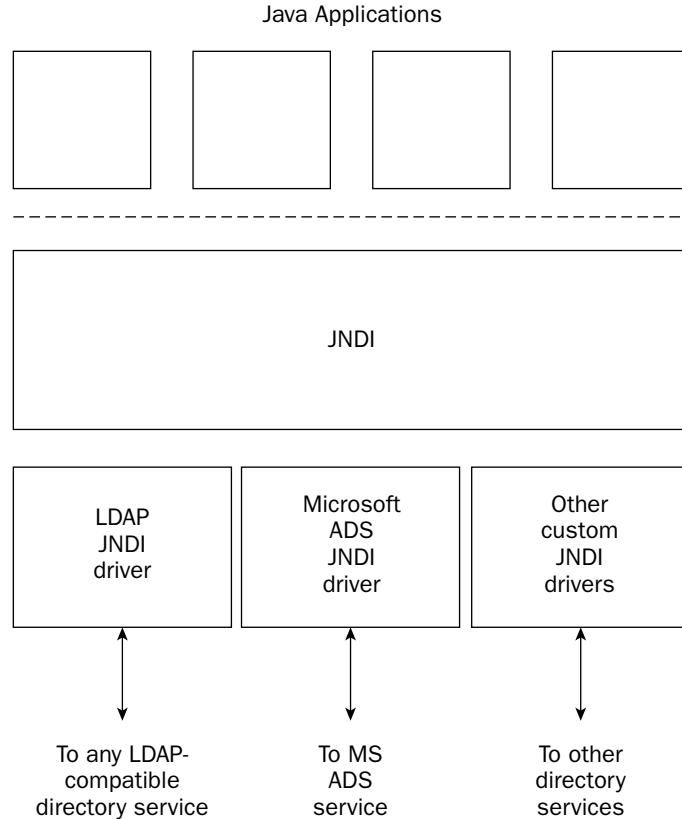 Java Applications
JNDI
LDAP
JNDI
driver
Microsoft
ADS
JNDI
driver
Other
custom
JNDI
drivers
To any LDAP-
compatible
directory service
To MS
ADS
service
To other
directory
services